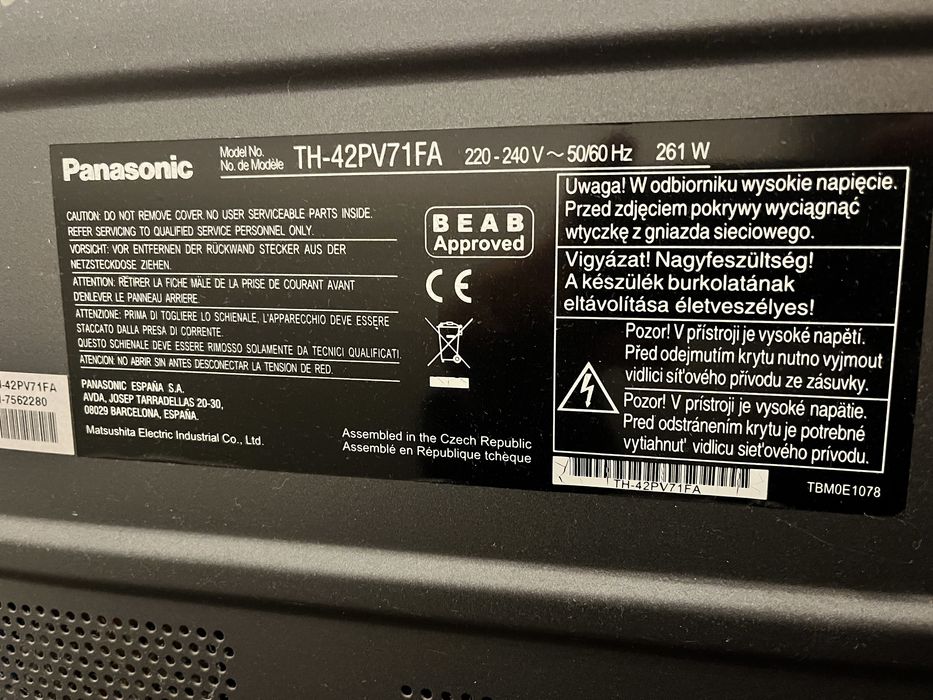 Panasonic
Model No.
No. de Modèle
TH-42PV71FA
220 - 240 V ~ 50/60 Hz 261 W
CAUTION: DO NOT REMOVE COVER. NO USER SERVICEABLE PARTS INSIDE.
REFER SERVICING TO QUALIFIED SERVICE PERSONNEL ONLY.
VORSICHT: VOR ENTFERNEN DER RÜCKWAND STECKER AUS DER
NETZSTECKDOSE ZIEHEN.
ATTENTION: RETIRER LA FICHE MÂLE DE LA PRISE DE COURANT AVANT
D'ENLEVER LE PANNEAU ARRIERE.
ATTENZIONE: PRIMA DI TOGLIERE LO SCHIENALE, L'APPARECCHIO DEVE ESSERE
STACCATO DALLA PRESA DI CORRENTE.
QUESTO SCHIENALE DEVE ESSERE RIMOSSO SOLAMENTE DA TECNICI QUALIFICATI.
ATENCION: NO ABRIR SIN ANTES DESCONECTAR LA TENSION DE RED.
PANASONIC ESPAÑA S.A.
AVDA, JOSEP TARRADELLAS 20-30,
08029 BARCELONA, ESPAÑA.
Matsushita Electric Industrial Co., Ltd.
BEAB
Approved
CE
Assembled in the Czech Republic
Assemblé en République tchèque
Uwaga! W odbiorniku wysokie napięcie.
Przed zdjęciem pokrywy wyciągnąć
wtyczkę z gniazda sieciowego.
Vigyázat! Nagyfeszültség!
A készülék burkolatának
eltávolítása életveszélyes!
Pozor! V přístroji je vysoké napětí.
Před odejmutím krytu nutno vyjmout
vidlici síťového přívodu ze zásuvky.
Pozor! V prístroji je vysoké napätie.
Pred odstránením krytu je potrebné
vytiahnuť vidlicu sieťového prívodu.
TH-42PV71FA
TBM0E1078
-42PV71FA
-7562280